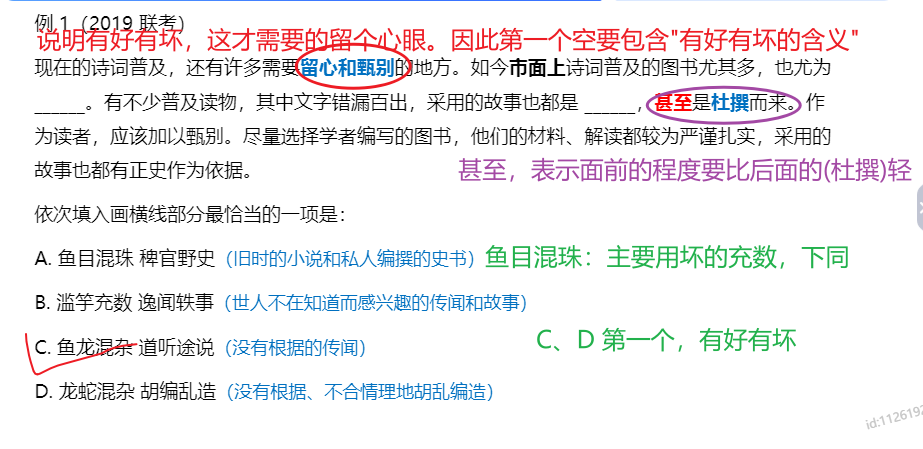 例 1（2019 联考）
说明有好有坏，这才需要的留个心眼。因此第一个空要包含"有好有坏的含义"
现在的诗词普及，还有许多需要留心和甄别的地方。如今市面上诗词普及的图书尤其多，也尤为
______。有不少普及读物，其中文字错漏百出，采用的故事也都是 ______，甚至是杜撰而来。作
为读者，应该加以甄别。尽量选择学者编写的图书，他们的材料、解读都较为严谨扎实，采用的
故事也都有正史作为依据。
甚至，表示面前的程度要比后面的(杜撰)轻
依次填入画横线部分最恰当的一项是：
A. 鱼目混珠 稗官野史（旧时的小说和私人编撰的史书）鱼目混珠：主要用坏的充数，下同
B. 滥竽充数 逸闻轶事（世人不在知道而感兴趣的传闻和故事）
C. 鱼龙混杂 道听途说（没有根据的传闻）
C、D 第一个，有好有坏
D. 龙蛇混杂 胡编乱造（没有根据、不合情理地胡乱编造）
id:1126192